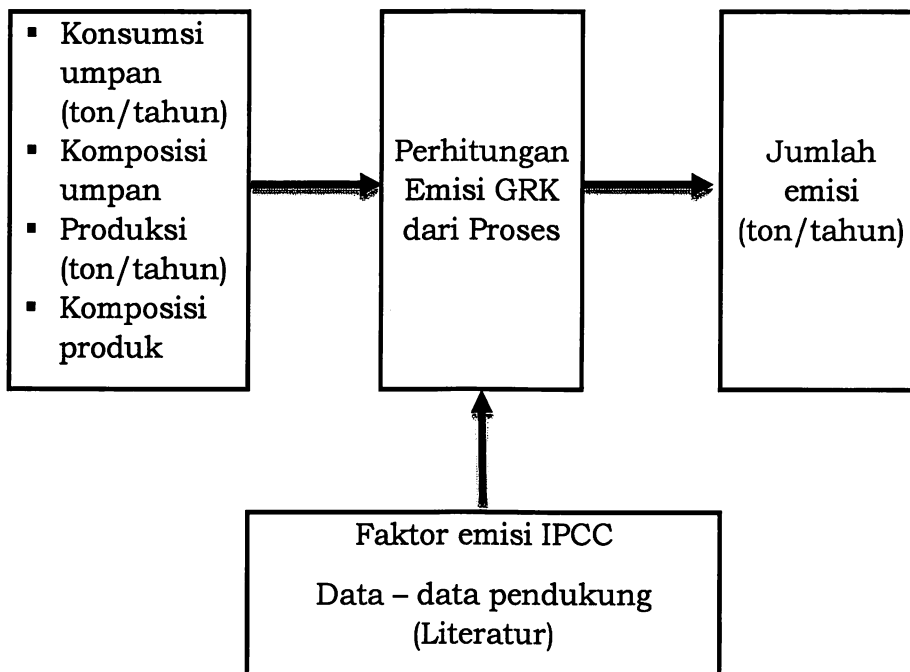 ▪ Konsumsi
umpan
(ton/tahun)
▪ Komposisi
umpan
▪ Produksi
(ton/tahun)
▪ Komposisi
produk
Perhitungan
Emisi GRK
dari Proses
Jumlah
emisi
(ton/tahun)
Faktor emisi IPCC
Data – data pendukung
(Literatur)